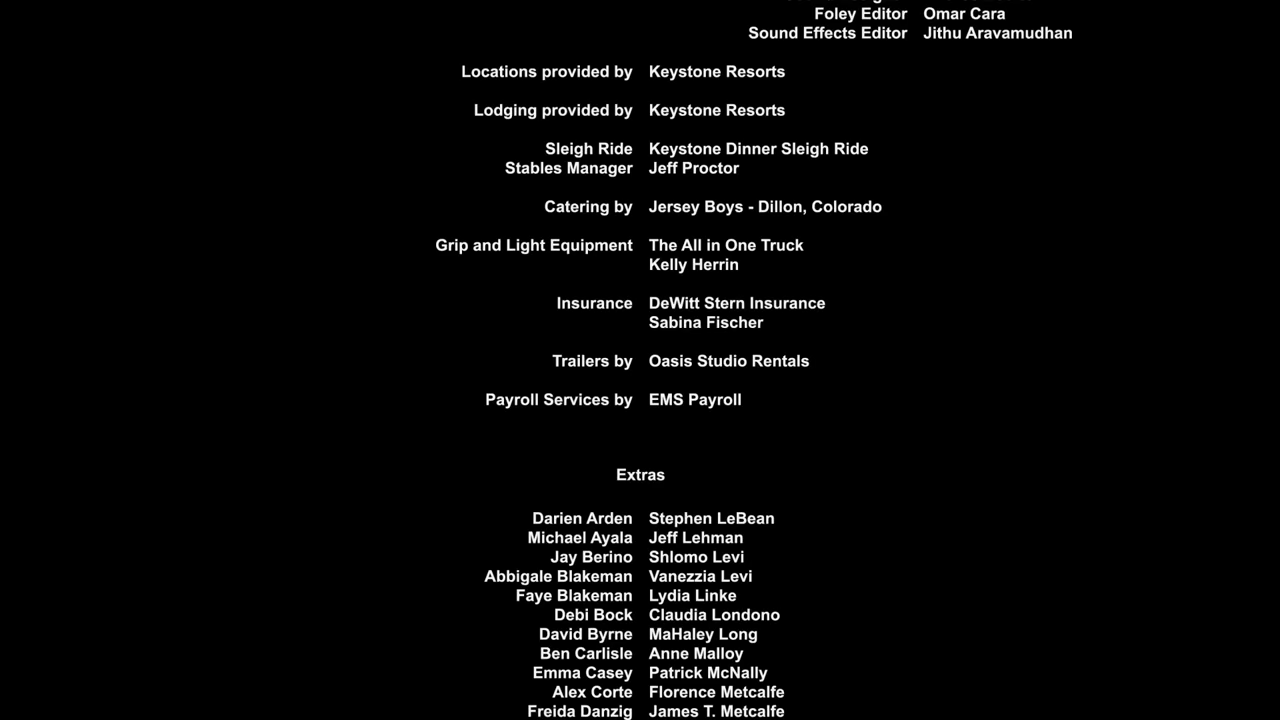 Foley Editor Omar Cara
Sound Effects Editor Jithu Aravamudhan
Locations provided by Keystone Resorts
Lodging provided by Keystone Resorts
Sleigh Ride Keystone Dinner Sleigh Ride
Stables Manager Jeff Proctor
Catering by Jersey Boys - Dillon, Colorado
Grip and Light Equipment The All in One Truck
Kelly Herrin
Insurance DeWitt Stern Insurance
Sabina Fischer
Trailers by Oasis Studio Rentals
Payroll Services by EMS Payroll
Extras
Darien Arden Stephen LeBean
Michael Ayala Jeff Lehman
Jay Berino Shlomo Levi
Abbigale Blakeman Vanezzia Levi
Faye Blakeman Lydia Linke
Debi Bock Claudia Londono
David Byrne MaHaley Long
Ben Carlisle Anne Malloy
Emma Casey Patrick McNally
Alex Corte Florence Metcalfe
Freida Danzig James T. Metcalfe